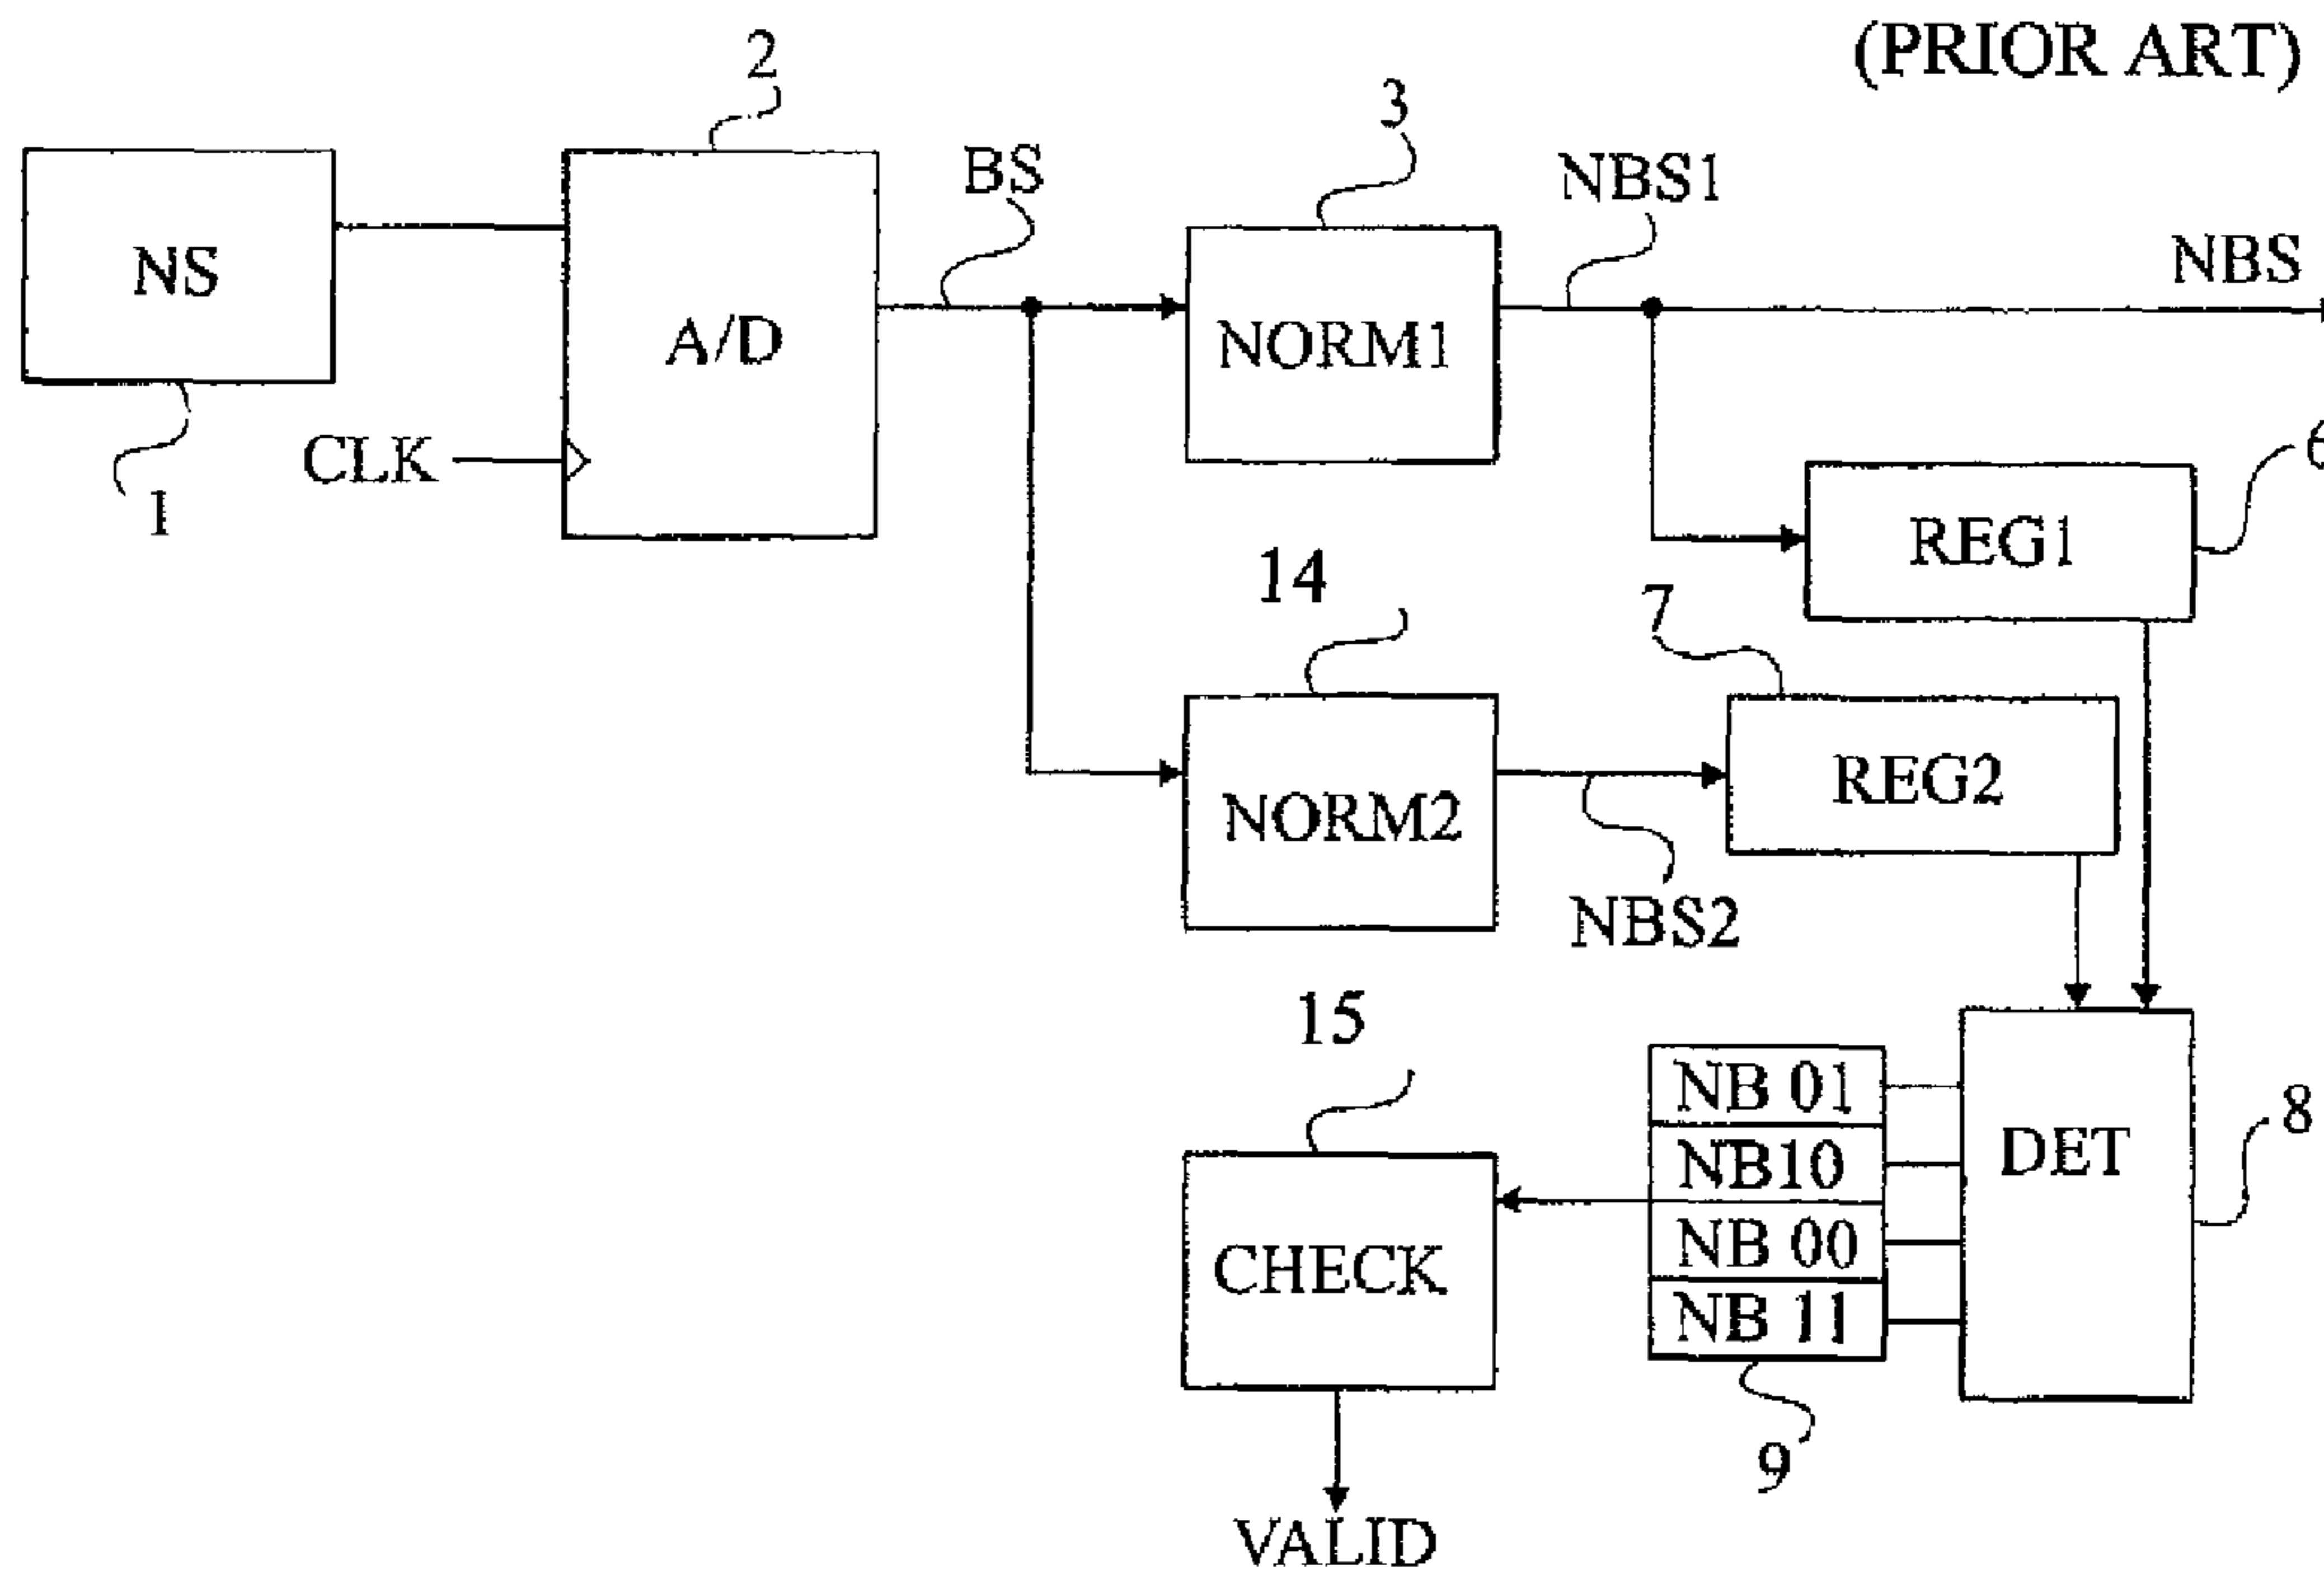 (PRIOR ART)
2
3
BS
NBS1
NBS
NS
A/D
NORM1
CLK
1
6
REG1
14
7
NORM2
REG2
NBS2
15
NB 01
NB10
NB 00
NB 11
DET
8
CHECK
9
VALID